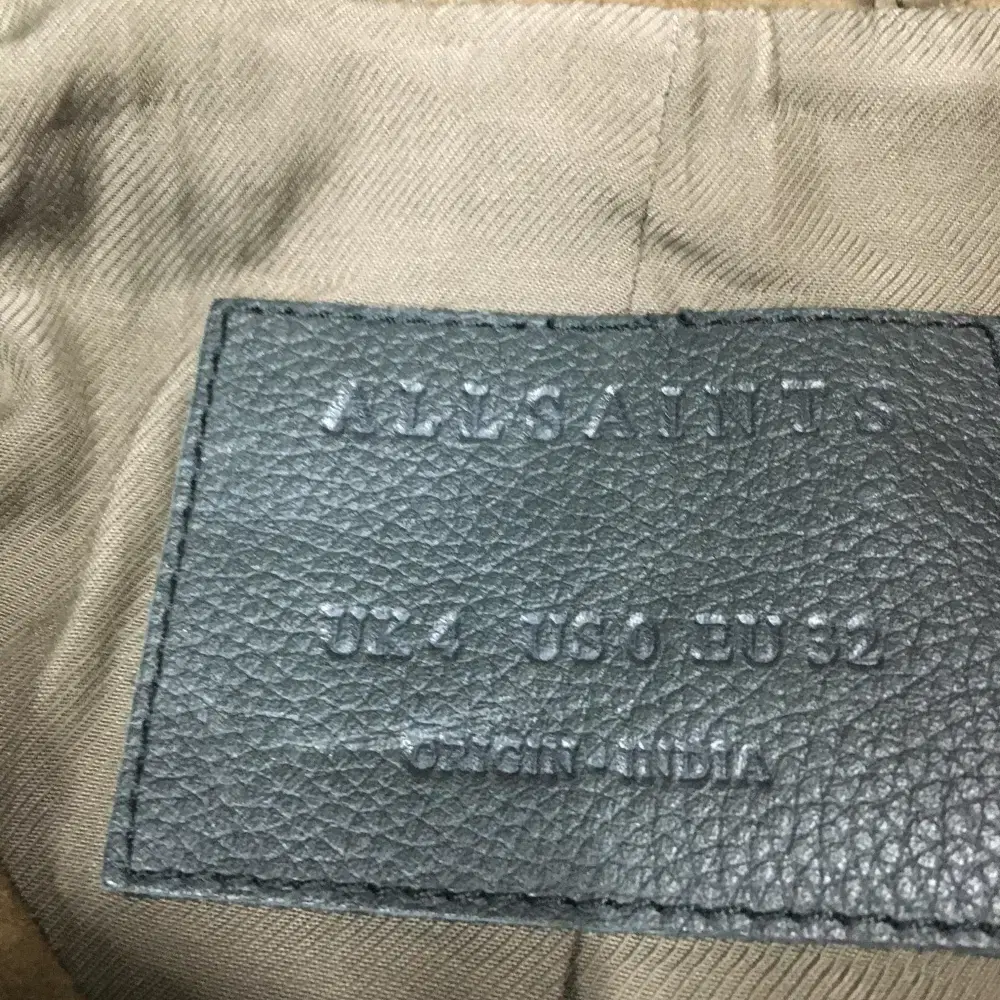 ALLSAINTS
UK 4 US 0 EU 32
ORIGIN - INDIA